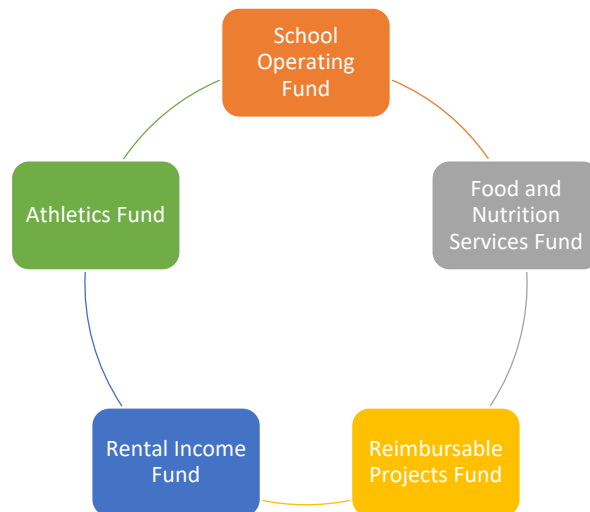 School
Operating
Fund
Food and
Nutrition
Services Fund
Reimbursable
Projects Fund
Rental Income
Fund
Athletics Fund